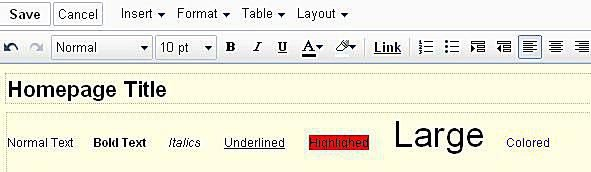 Save Cancel Insert Format Table Layout
Normal 10 pt B I U A Link
Homepage Title
Normal Text Bold Text Italics Underlined Highlighed Large Colored